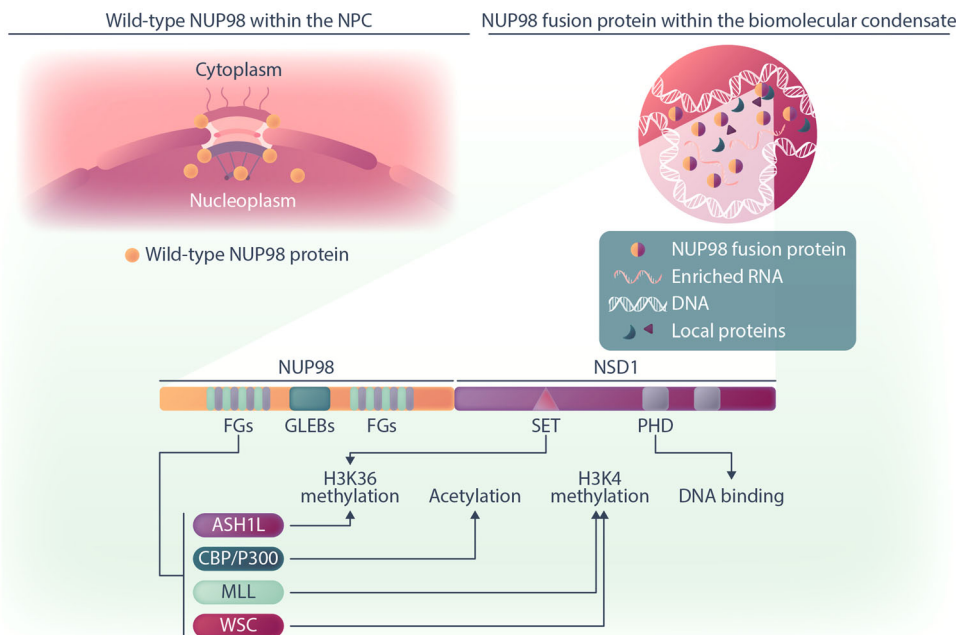 Wild-type NUP98 within the NPC
NUP98 fusion protein within the biomolecular condensate
Cytoplasm
Nucleoplasm
Wild-type NUP98 protein
NUP98 fusion protein
Enriched RNA
DNA
Local proteins
NUP98
NSD1
FGs
GLEBs
FGs
SET
PHD
H3K36
methylation
Acetylation
H3K4
methylation
DNA binding
ASH1L
CBP/P300
MLL
WSC